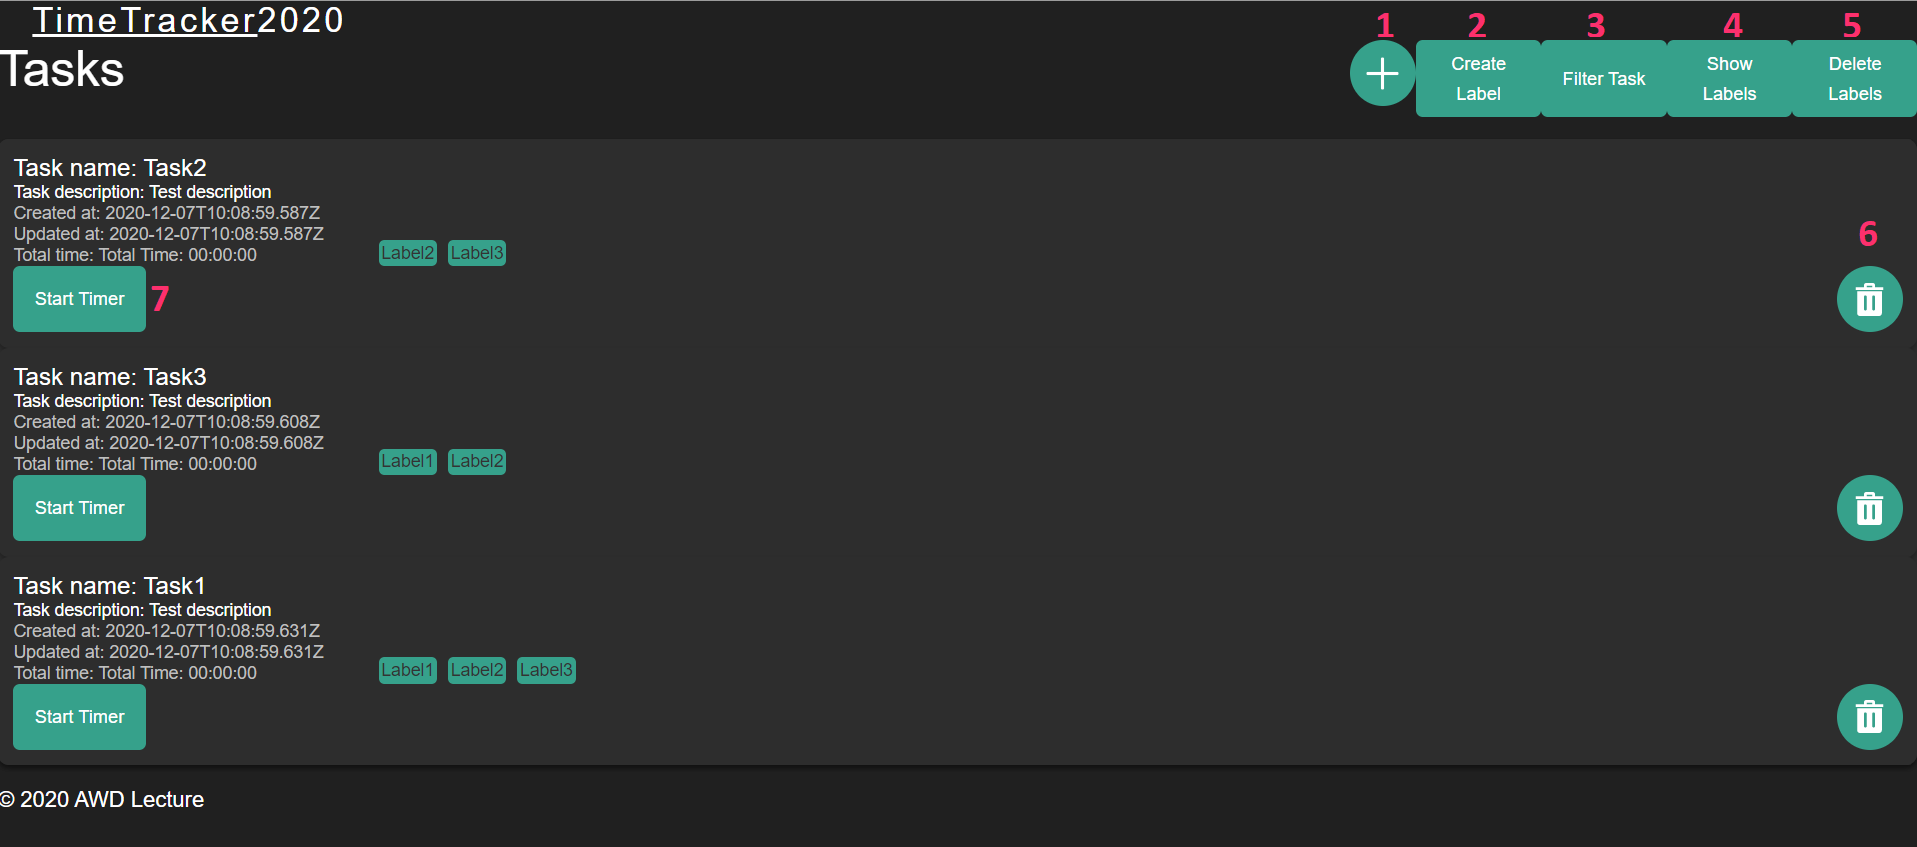 TimeTracker2020
Tasks
1 2 3 4 5
Create
Label
Filter Task
Show
Labels
Delete
Labels
Task name: Task2
Task description: Test description
Created at: 2020-12-07T10:08:59.587Z
Updated at: 2020-12-07T10:08:59.587Z
Total time: Total Time: 00:00:00
Label2 Label3
6
Start Timer 7
Task name: Task3
Task description: Test description
Created at: 2020-12-07T10:08:59.608Z
Updated at: 2020-12-07T10:08:59.608Z
Total time: Total Time: 00:00:00
Label1 Label2
Start Timer
Task name: Task1
Task description: Test description
Created at: 2020-12-07T10:08:59.631Z
Updated at: 2020-12-07T10:08:59.631Z
Total time: Total Time: 00:00:00
Label1 Label2 Label3
Start Timer
© 2020 AWD Lecture